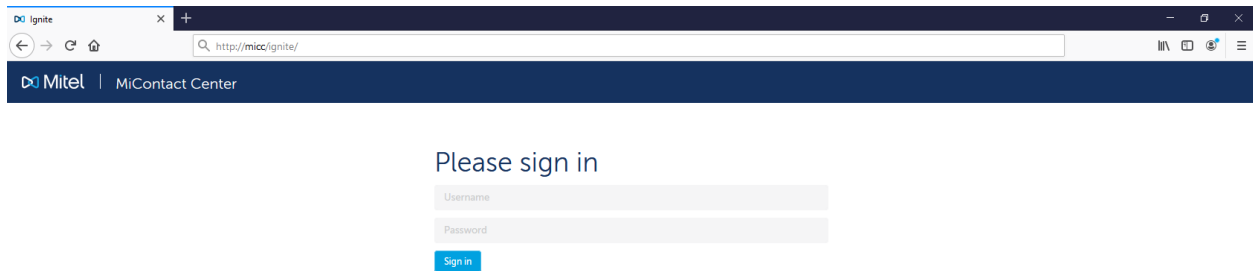 Ignite
http://micc/ignite/
Mitel | MiContact Center
Please sign in
Username
Password
Sign in